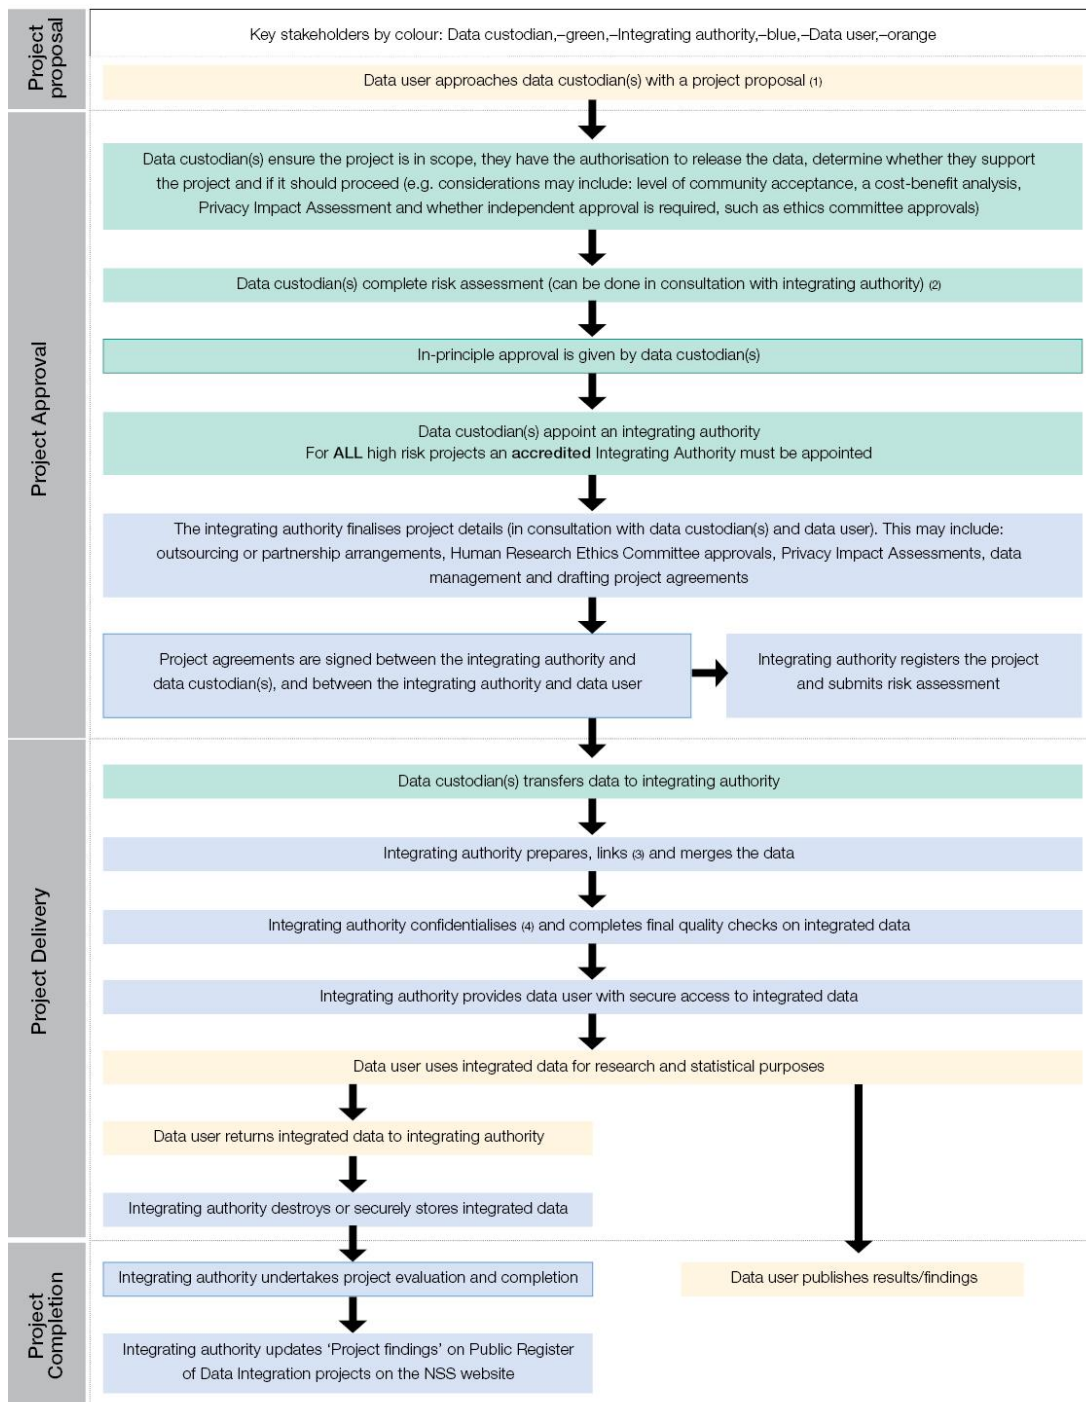 Project
proposal
Key stakeholders by colour: Data custodian,–green,–Integrating authority,–blue,–Data user,–orange
Data user approaches data custodian(s) with a project proposal (1)
Project Approval
Data custodian(s) ensure the project is in scope, they have the authorisation to release the data, determine whether they support
the project and if it should proceed (e.g. considerations may include: level of community acceptance, a cost-benefit analysis,
Privacy Impact Assessment and whether independent approval is required, such as ethics committee approvals)
Data custodian(s) complete risk assessment (can be done in consultation with integrating authority) (2)
In-principle approval is given by data custodian(s)
Data custodian(s) appoint an integrating authority
For ALL high risk projects an accredited Integrating Authority must be appointed
The integrating authority finalises project details (in consultation with data custodian(s) and data user). This may include:
outsourcing or partnership arrangements, Human Research Ethics Committee approvals, Privacy Impact Assessments, data
management and drafting project agreements
Project agreements are signed between the integrating authority and
data custodian(s), and between the integrating authority and data user
Integrating authority registers the project
and submits risk assessment
Project Delivery
Data custodian(s) transfers data to integrating authority
Integrating authority prepares, links (3) and merges the data
Integrating authority confidentialises (4) and completes final quality checks on integrated data
Integrating authority provides data user with secure access to integrated data
Data user uses integrated data for research and statistical purposes
Data user returns integrated data to integrating authority
Integrating authority destroys or securely stores integrated data
Project
Completion
Integrating authority undertakes project evaluation and completion
Data user publishes results/findings
Integrating authority updates ‘Project findings’ on Public Register
of Data Integration projects on the NSS website